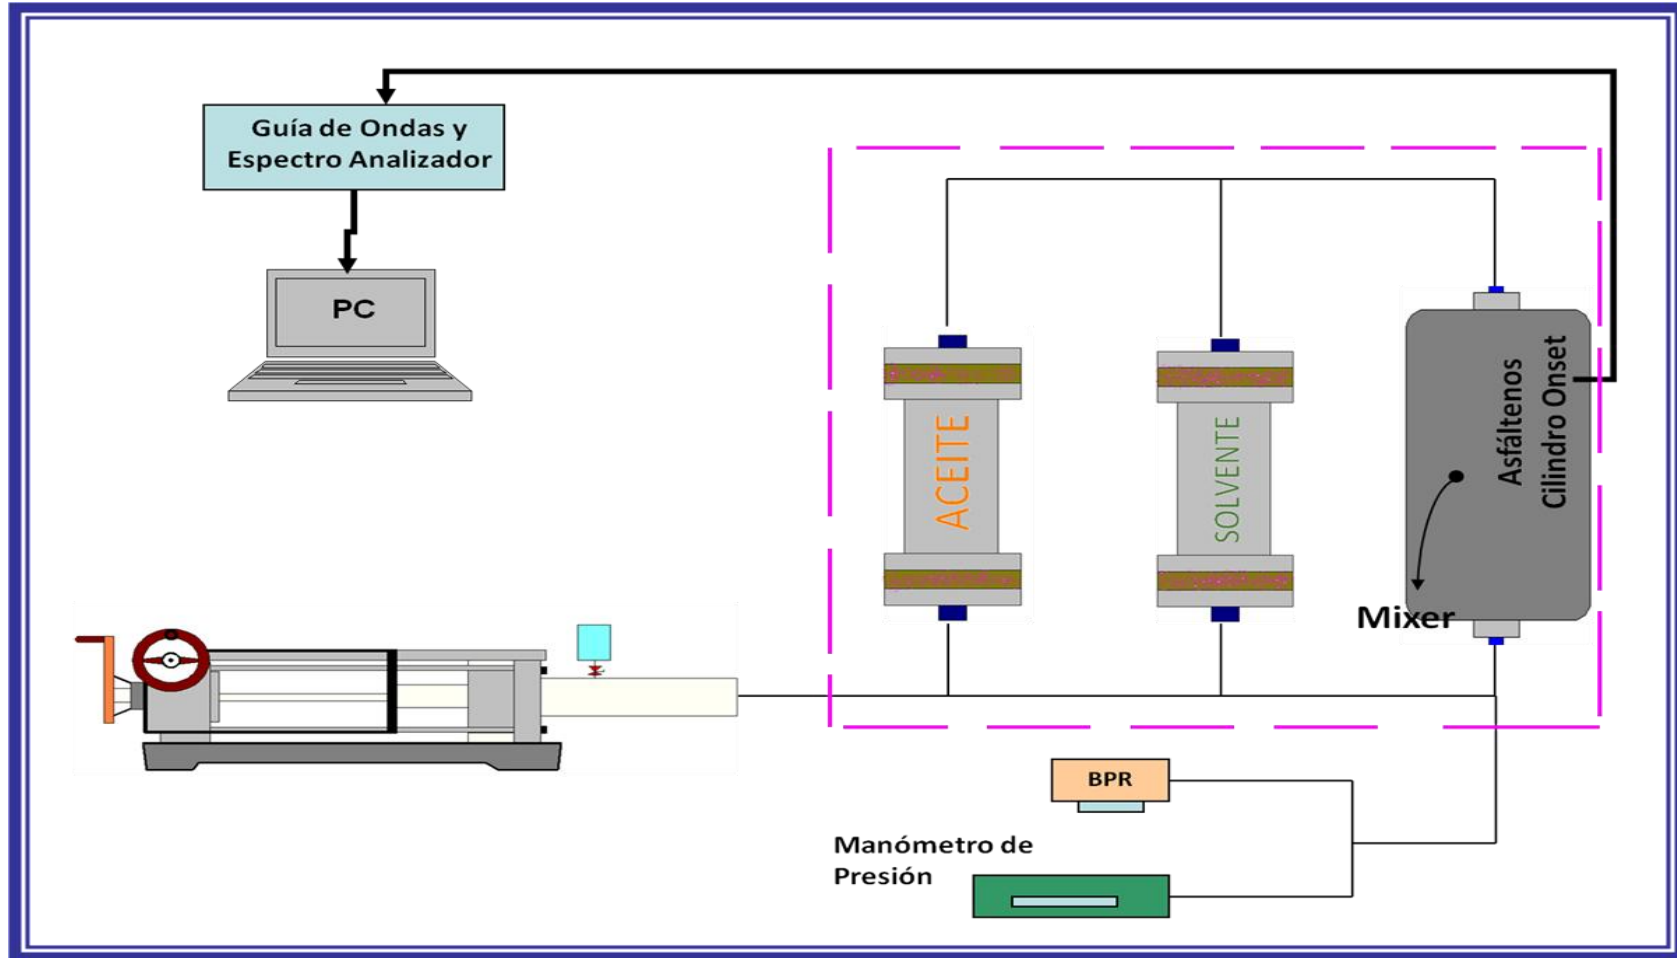 Guía de Ondas y
Espectro Analizador
PC
ACEITE
SOLVENTE
Asfáltenos
Cilindro Onset
Mixer
BPR
Manómetro de
Presión